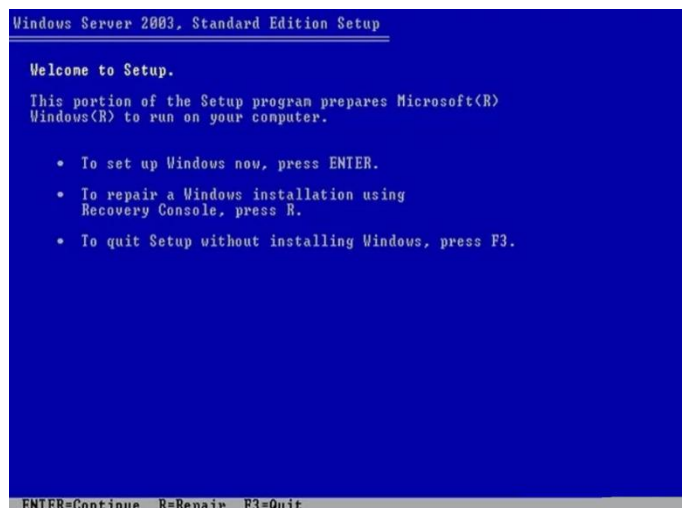 Windows Server 2003, Standard Edition Setup
Welcome to Setup.
This portion of the Setup program prepares Microsoft(R)
Windows(R) to run on your computer.
• To set up Windows now, press ENTER.
• To repair a Windows installation using
Recovery Console, press R.
• To quit Setup without installing Windows, press F3.
ENTER=Continue R=Repair F3=Quit